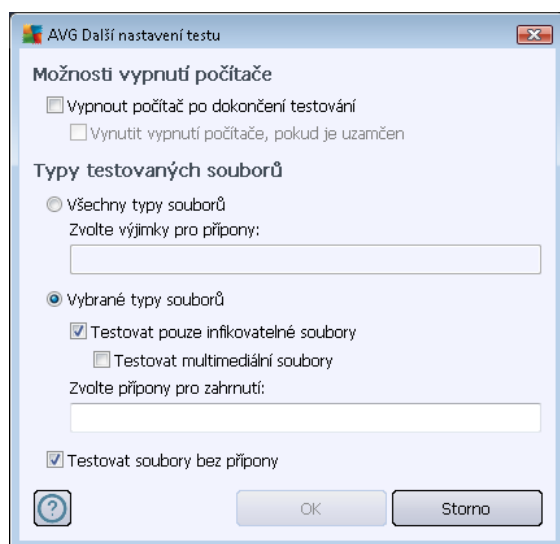 AVG Další nastavení testu
Možnosti vypnutí počítače
Vypnout počítač po dokončení testování
Vynutit vypnutí počítače, pokud je uzamčen
Typy testovaných souborů
Všechny typy souborů
Zvolte výjimky pro přípony:
Vybrané typy souborů
Testovat pouze infikovatelné soubory
Testovat multimediální soubory
Zvolte přípony pro zahrnutí:
Testovat soubory bez přípony
? OK Storno